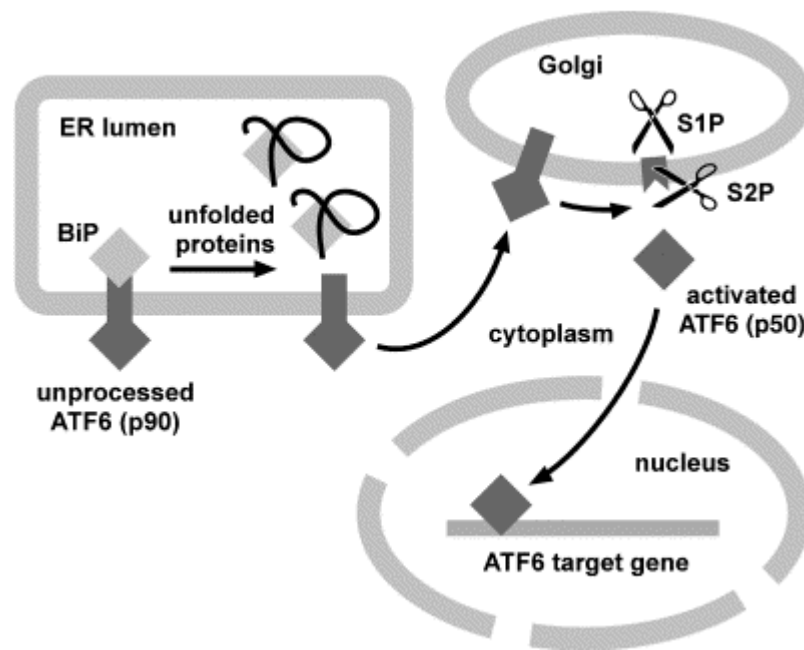 ER lumen
BiP
unfolded
proteins
unprocessed
ATF6 (p90)
Golgi
S1P
S2P
activated
ATF6 (p50)
cytoplasm
nucleus
ATF6 target gene